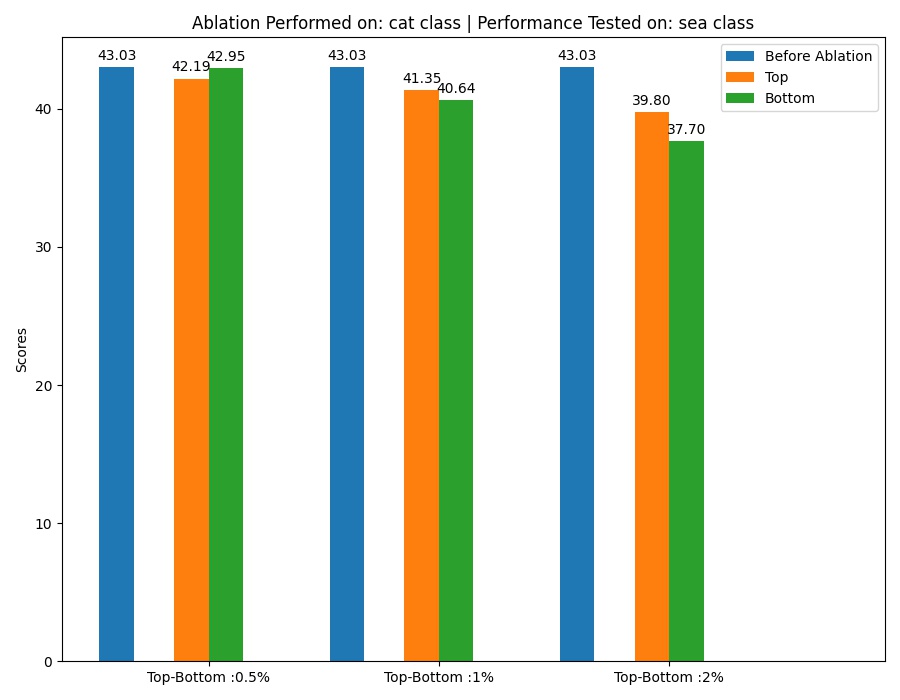 Ablation Performed on: cat class | Performance Tested on: sea class
43.03
42.19
42.95
43.03
41.35
40.64
43.03
39.80
37.70
Before Ablation
Top
Bottom
Scores
40
30
20
10
0
Top-Bottom :0.5%
Top-Bottom :1%
Top-Bottom :2%